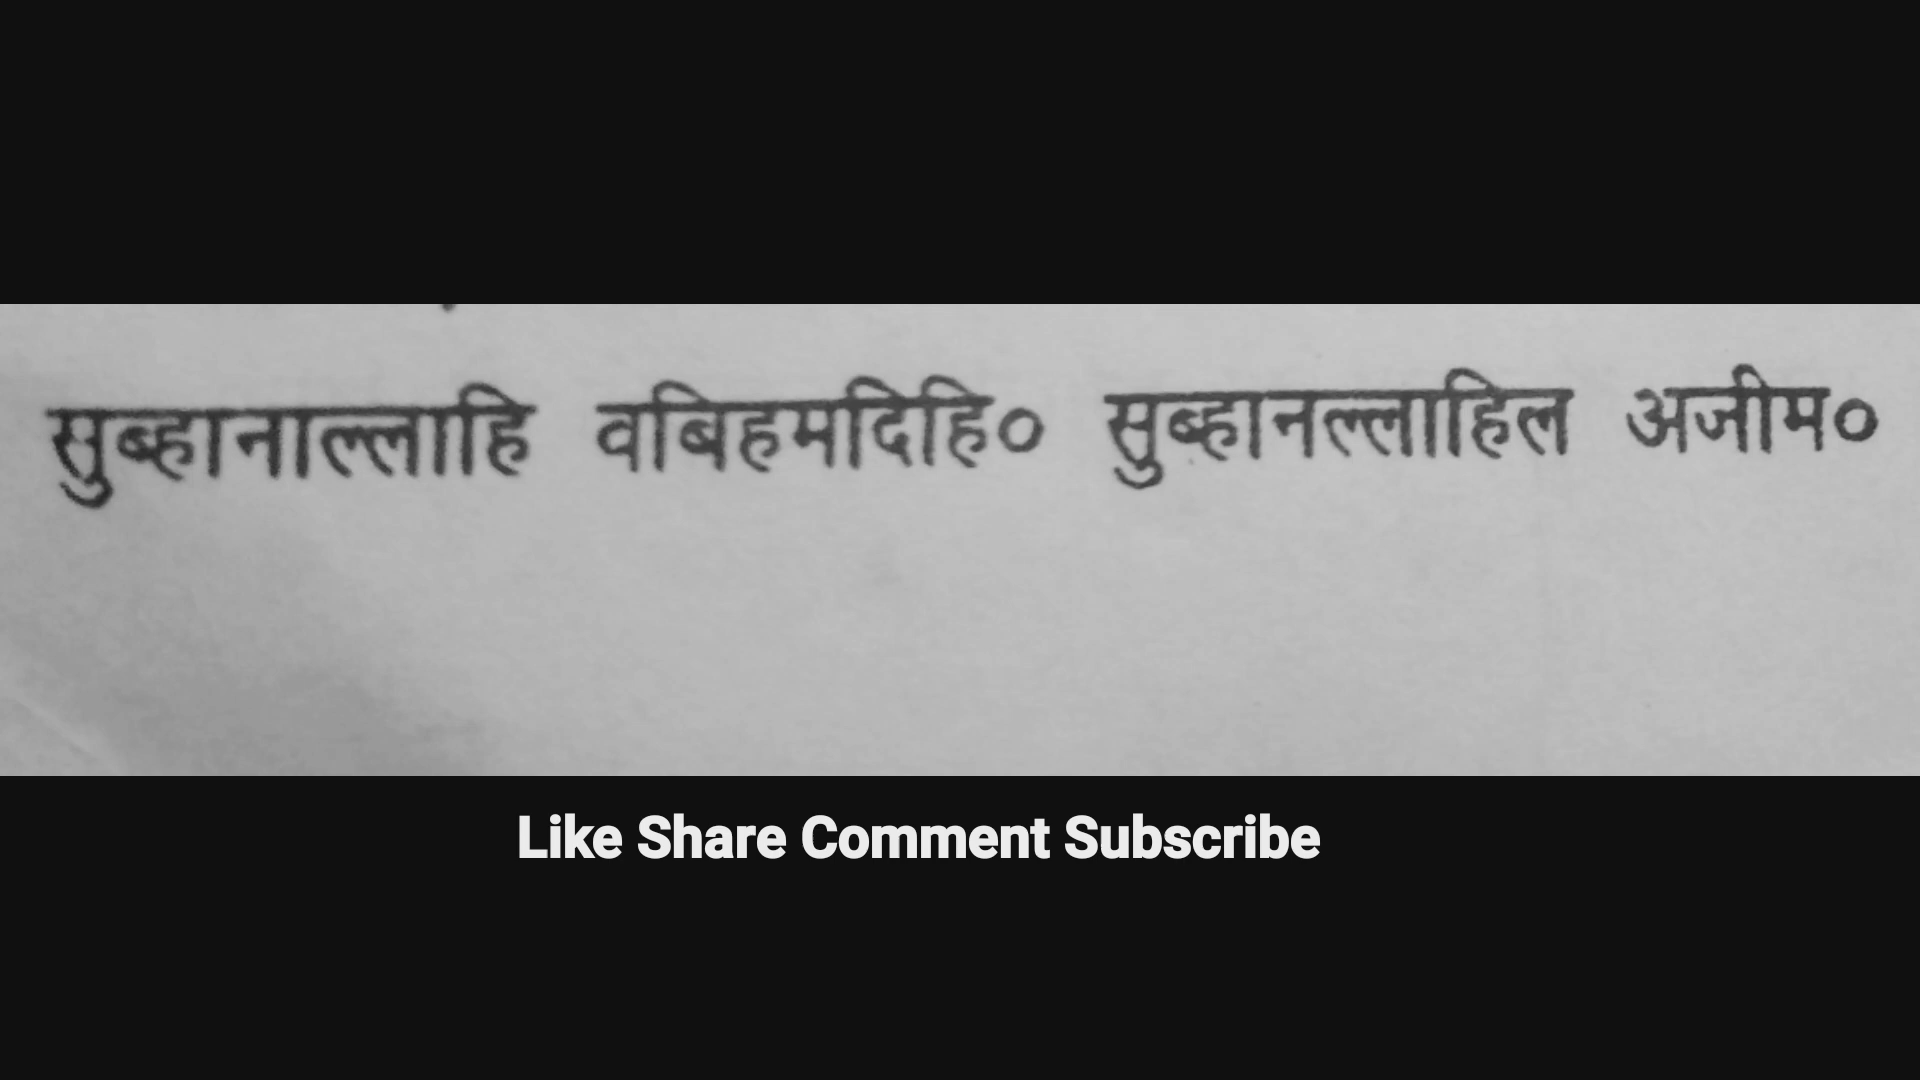 सुब्हानाल्लाहि वबिहमदिहि० सुब्हानल्लाहिल अजीम०
Like Share Comment Subscribe